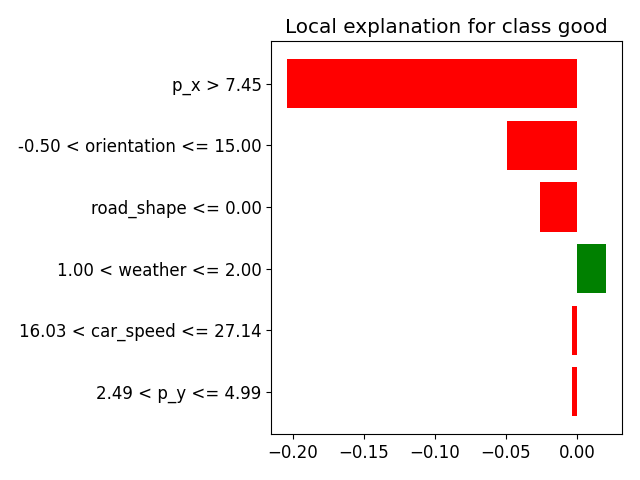 Local explanation for class good
p_x > 7.45
-0.50 < orientation <= 15.00
road_shape <= 0.00
1.00 < weather <= 2.00
16.03 < car_speed <= 27.14
2.49 < p_y <= 4.99
−0.20 −0.15 −0.10 −0.05 0.00